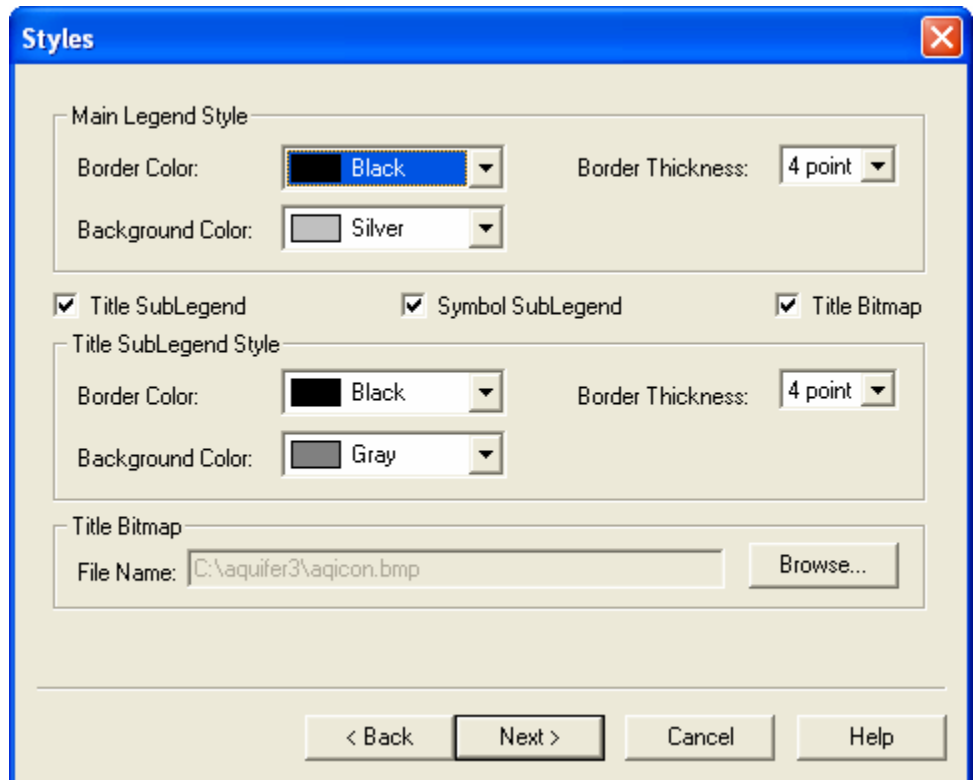 Styles
Main Legend Style
Border Color: Black Border Thickness: 4 point
Background Color: Silver
Title SubLegend Symbol SubLegend Title Bitmap
Title SubLegend Style
Border Color: Black Border Thickness: 4 point
Background Color: Gray
Title Bitmap
File Name: C:\aquifer3\aqicon.bmp Browse...
< Back Next > Cancel Help